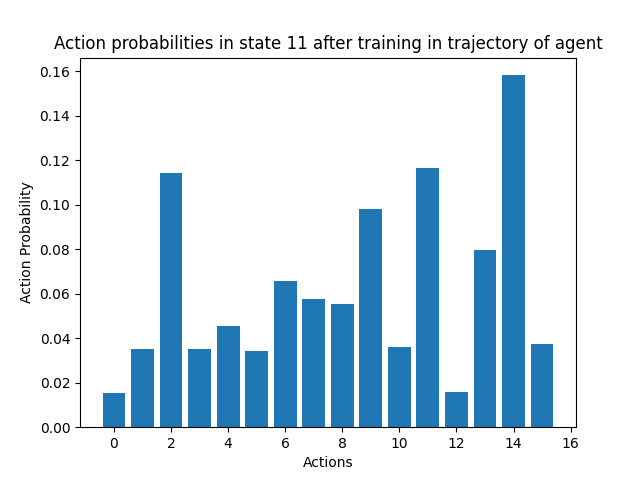 Action probabilities in state 11 after training in trajectory of agent
0.16
0.14
0.12
0.10
0.08
0.06
0.04
0.02
0.00
Action Probability
0 2 4 6 8 10 12 14 16
Actions